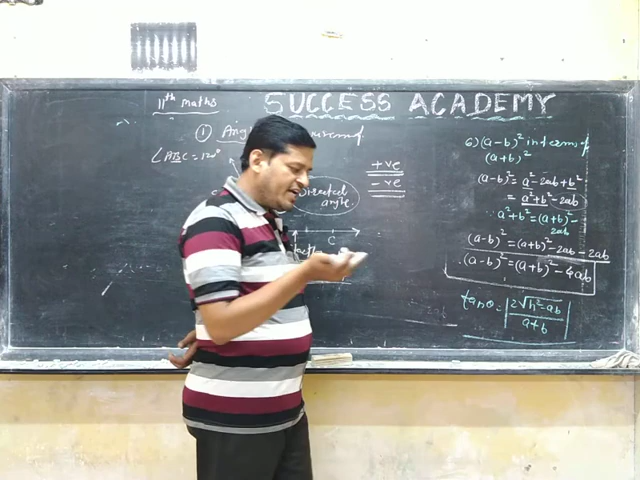 11th Maths
SUCCESS ACADEMY
① Ang
∠ABC = 120°
Directed
angle.
+ve
-ve
C
6) (a-b)² in term of
(a+b)²
(a-b)² = a² - 2ab + b²
= a² + b² - 2ab
∵ a² + b² = (a+b)² -
2ab
(a-b)² = (a+b)² - 2ab - 2ab
∴ (a-b)² = (a+b)² - 4ab
tan θ = |2√h² - ab / a+b|